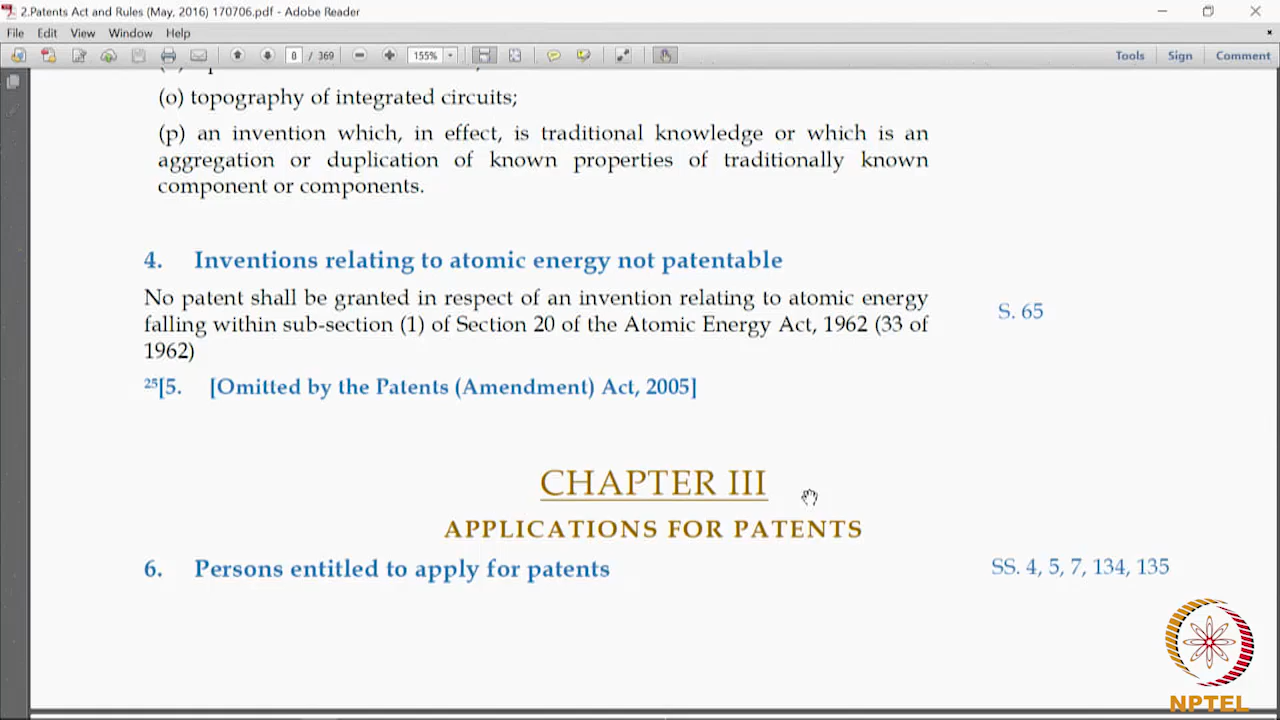 2.Patents Act and Rules (May, 2016) 170706.pdf - Adobe Reader
File Edit View Window Help
8 / 369 155% Tools Sign Comment
(o) topography of integrated circuits;
(p) an invention which, in effect, is traditional knowledge or which is an
aggregation or duplication of known properties of traditionally known
component or components.
4. Inventions relating to atomic energy not patentable
No patent shall be granted in respect of an invention relating to atomic energy
falling within sub-section (1) of Section 20 of the Atomic Energy Act, 1962 (33 of
1962)
S. 65
25[5. [Omitted by the Patents (Amendment) Act, 2005]
CHAPTER III
APPLICATIONS FOR PATENTS
6. Persons entitled to apply for patents
SS. 4, 5, 7, 134, 135
NPTEL